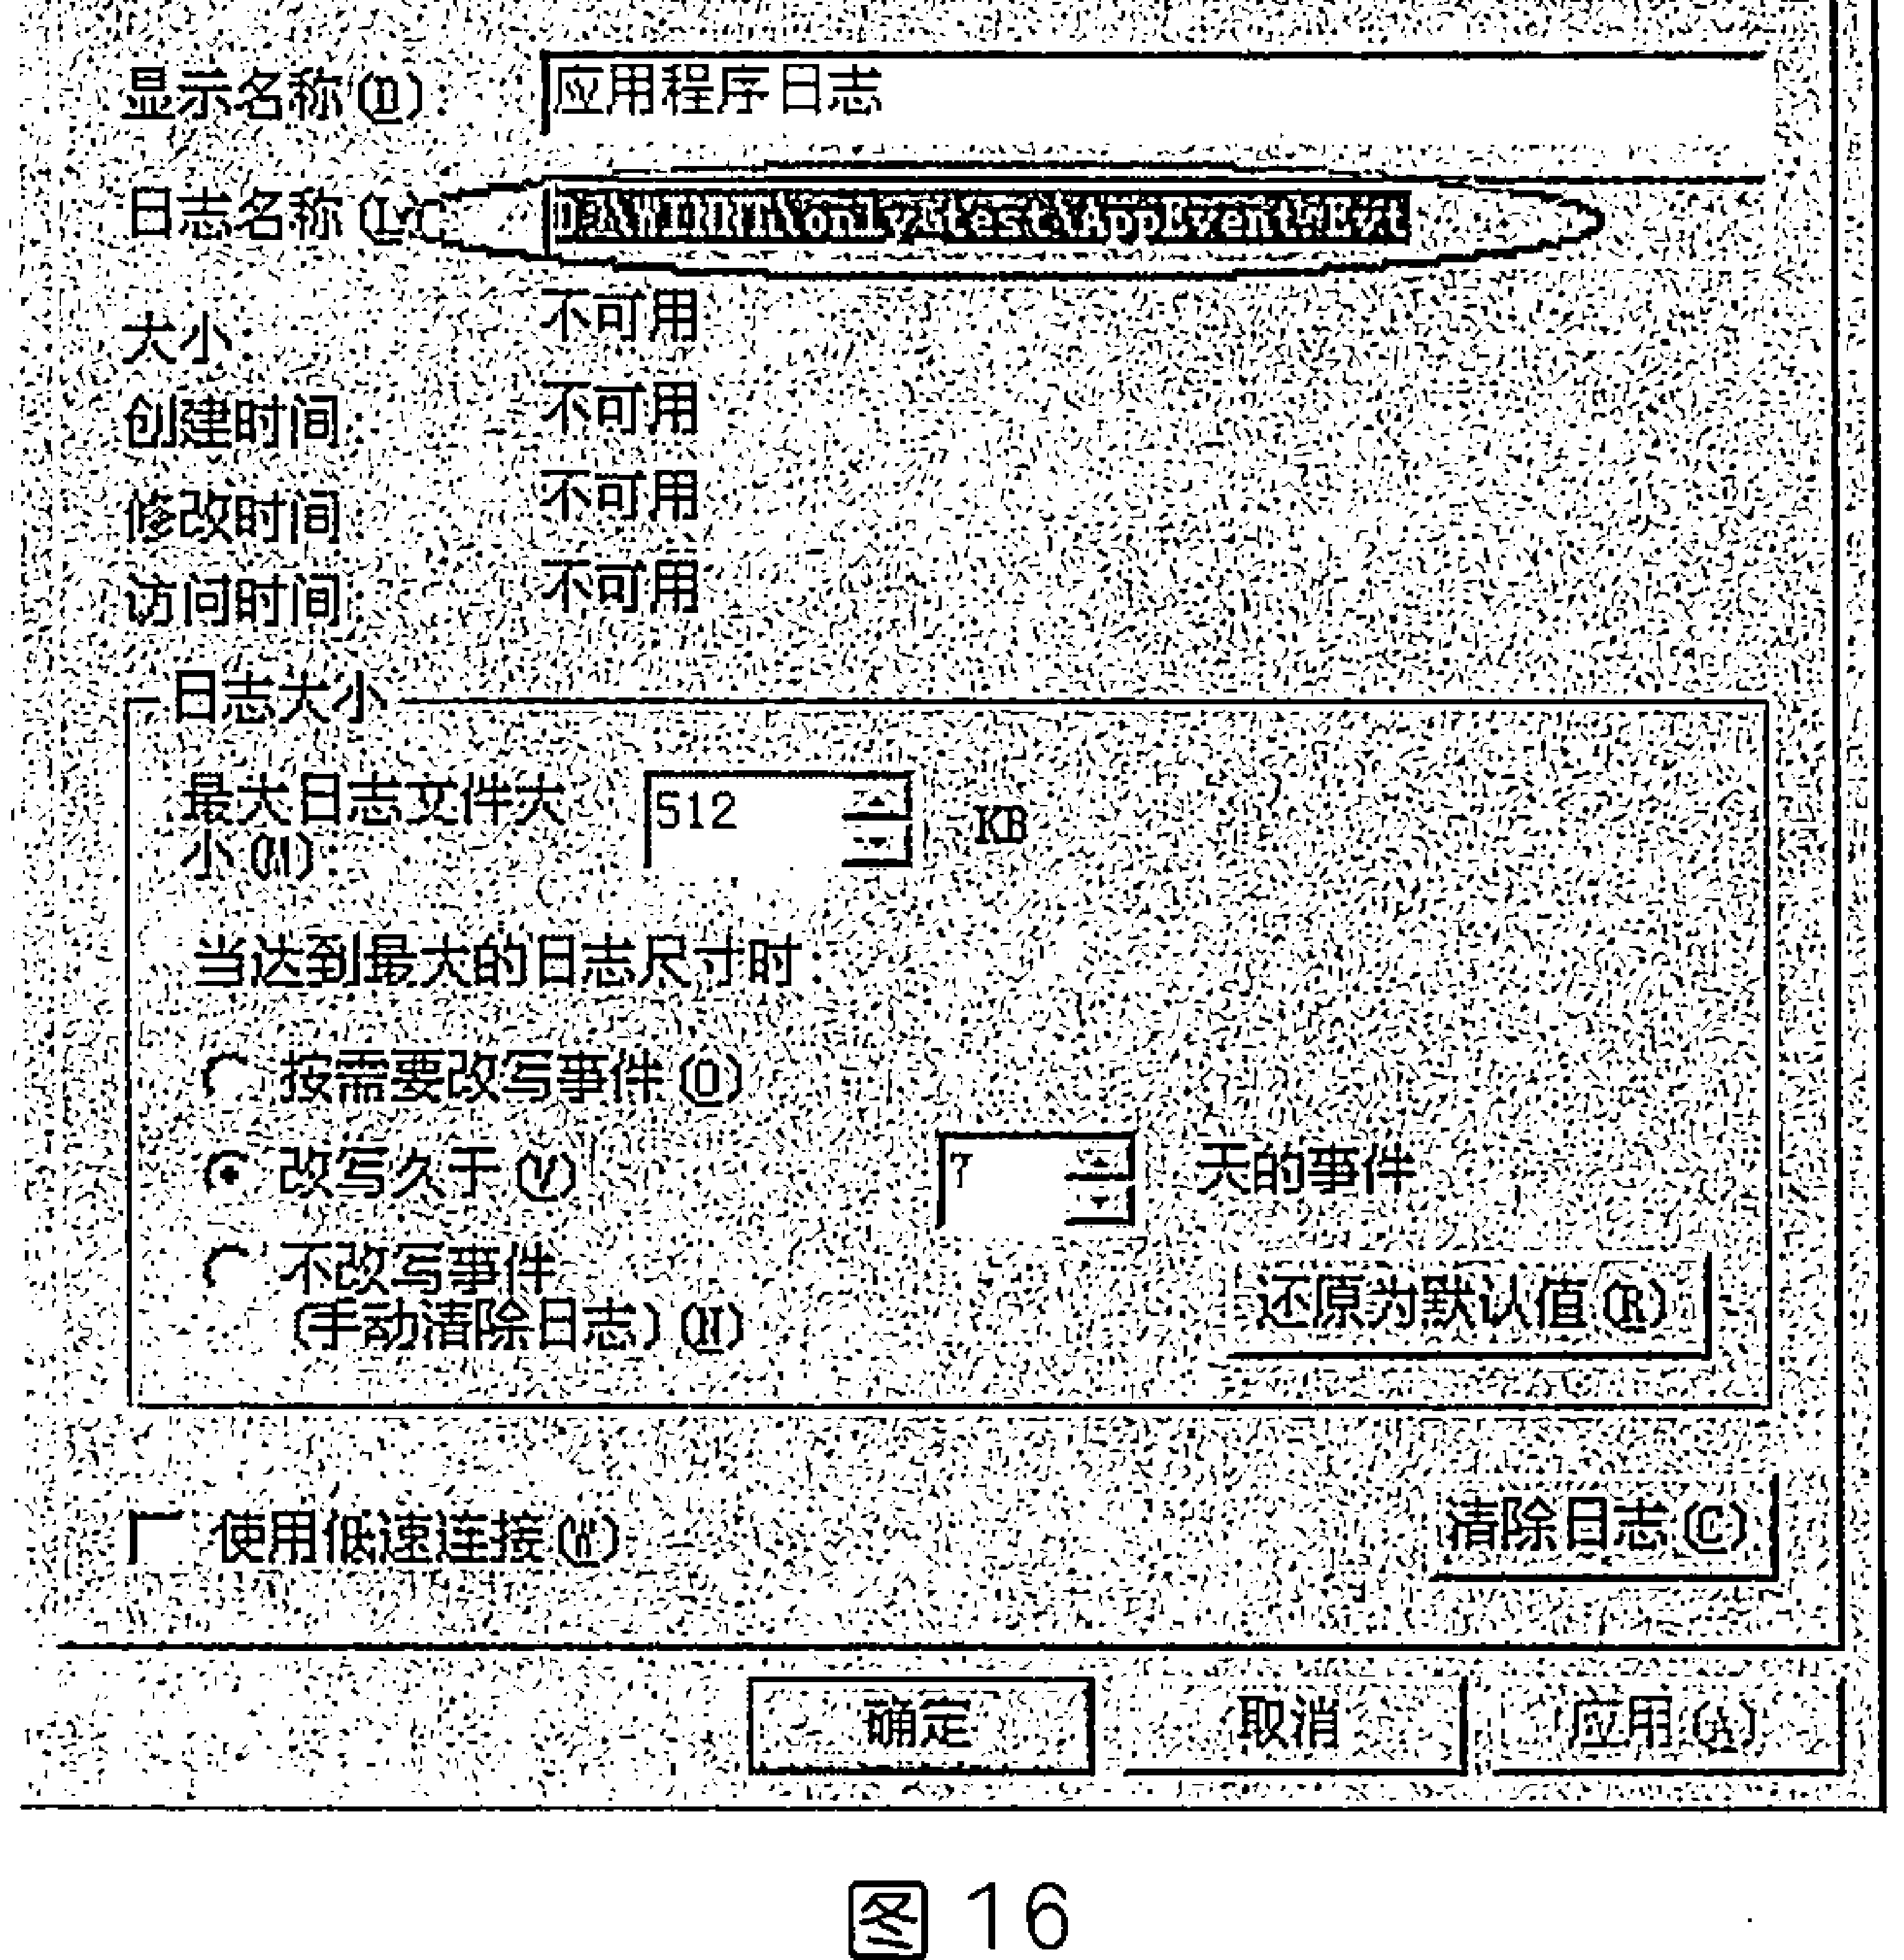 显示名称(D): 应用程序日志
日志名称(L): D:\WINNT\only4test\AppEvent.Evt
大小: 不可用
创建时间: 不可用
修改时间: 不可用
访问时间: 不可用
日志大小
最大日志文件大 512 KB
小(M):
当达到最大的日志尺寸时:
按需要改写事件(O)
改写久于(V) 7 天的事件
不改写事件
(手动清除日志)(N) 还原为默认值(R)
使用低速连接(W) 清除日志(C)
确定 取消 应用(A)
图 16